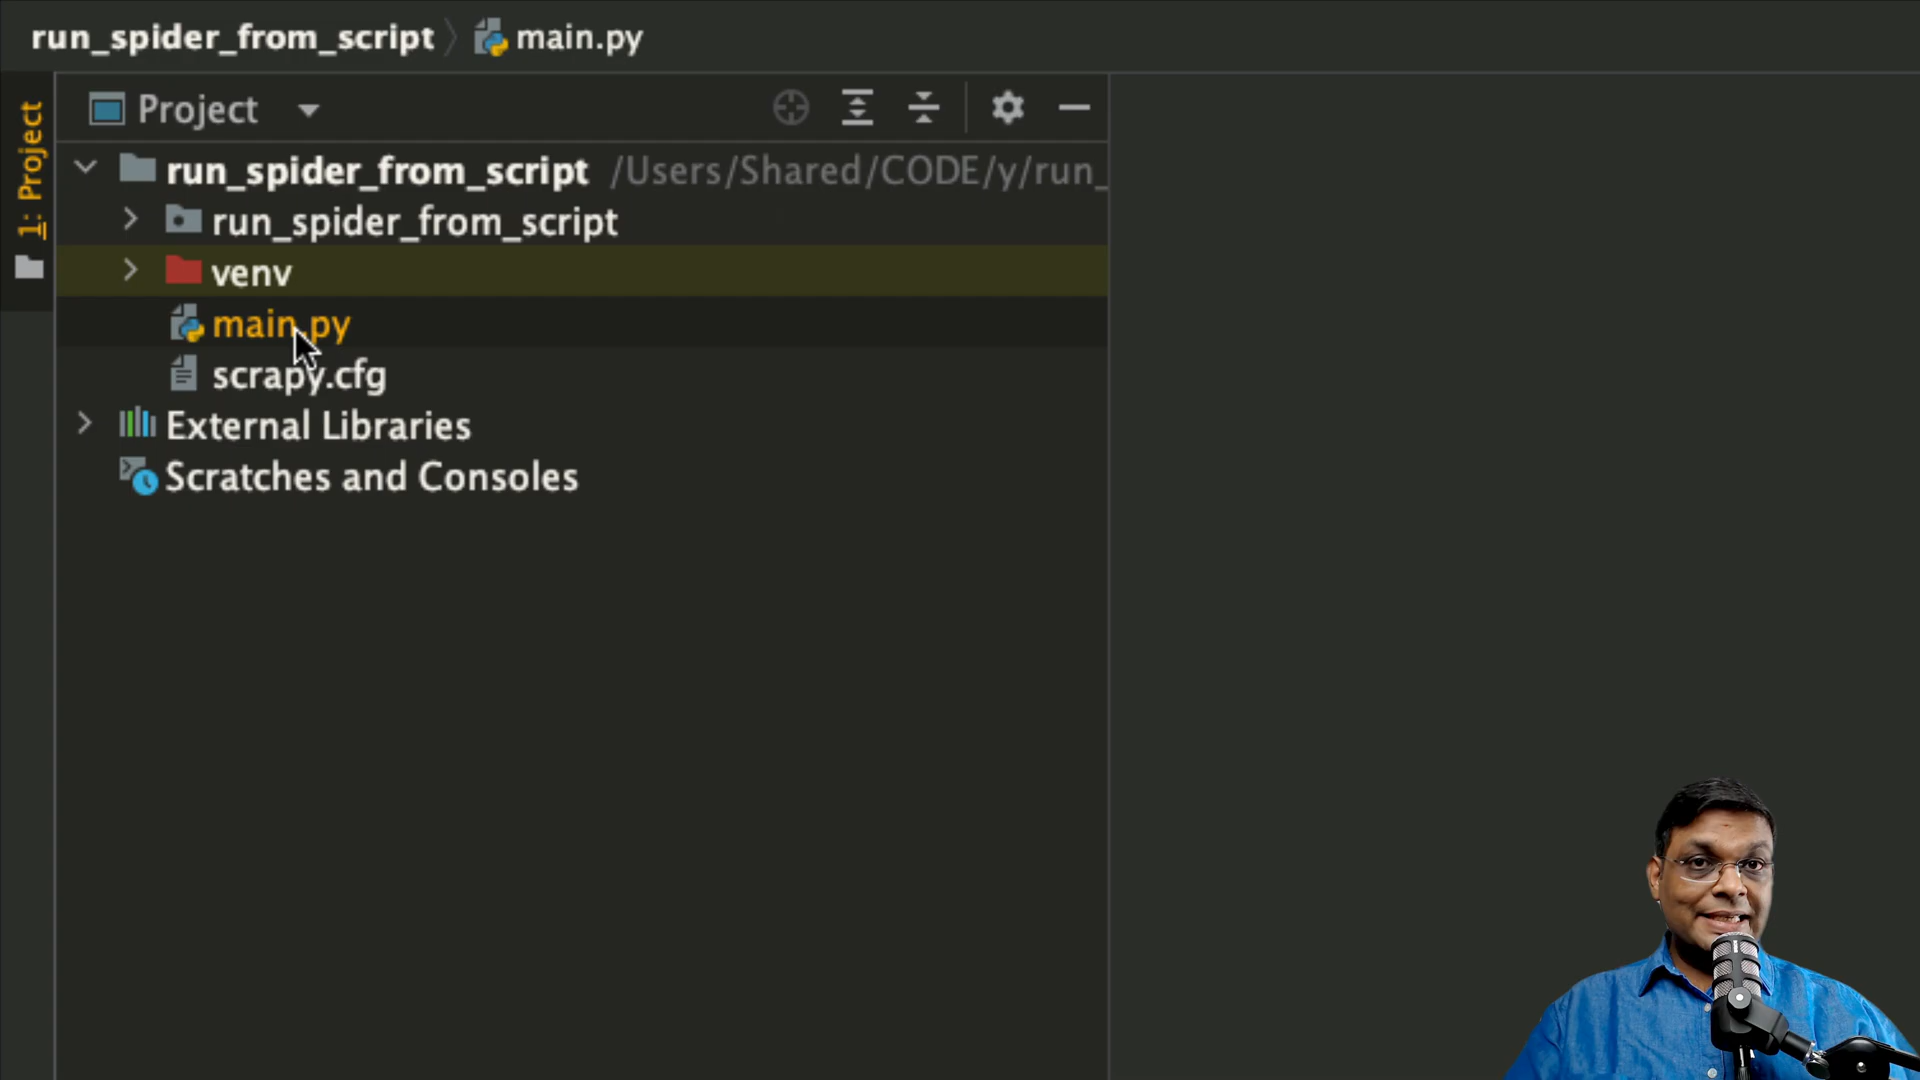 run_spider_from_script main.py
1: Project
Project
run_spider_from_script /Users/Shared/CODE/y/run_
run_spider_from_script
venv
main.py
scrapy.cfg
External Libraries
Scratches and Consoles